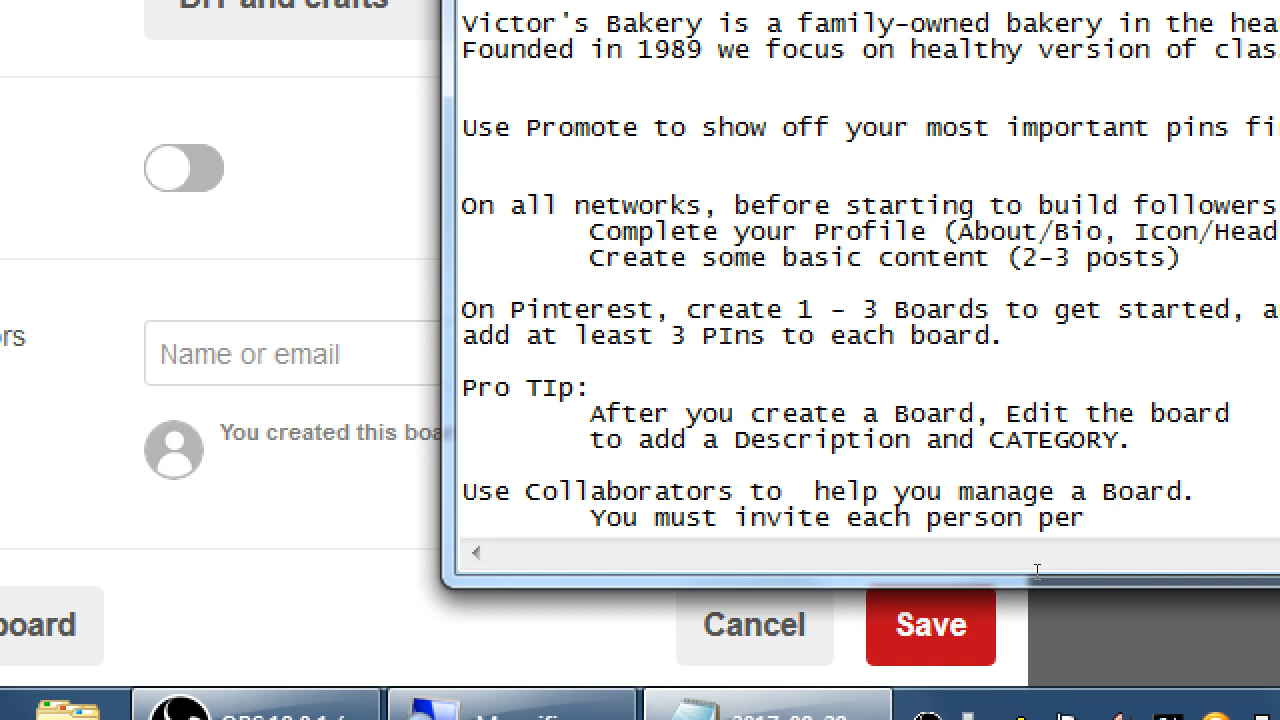 DIY and crafts
Victor's Bakery is a family-owned bakery in the
Founded in 1989 we focus on healthy version of
Use Promote to show off your most important pins
On all networks, before starting to build followers
Complete your Profile (About/Bio, Icon/Head
Create some basic content (2-3 posts)
On Pinterest, create 1 - 3 Boards to get started,
add at least 3 PIns to each board.
Name or email
Pro TIp:
After you create a Board, Edit the board
to add a Description and CATEGORY.
You created this
Use Collaborators to  help you manage a Board.
You must invite each person per
board
Cancel
Save